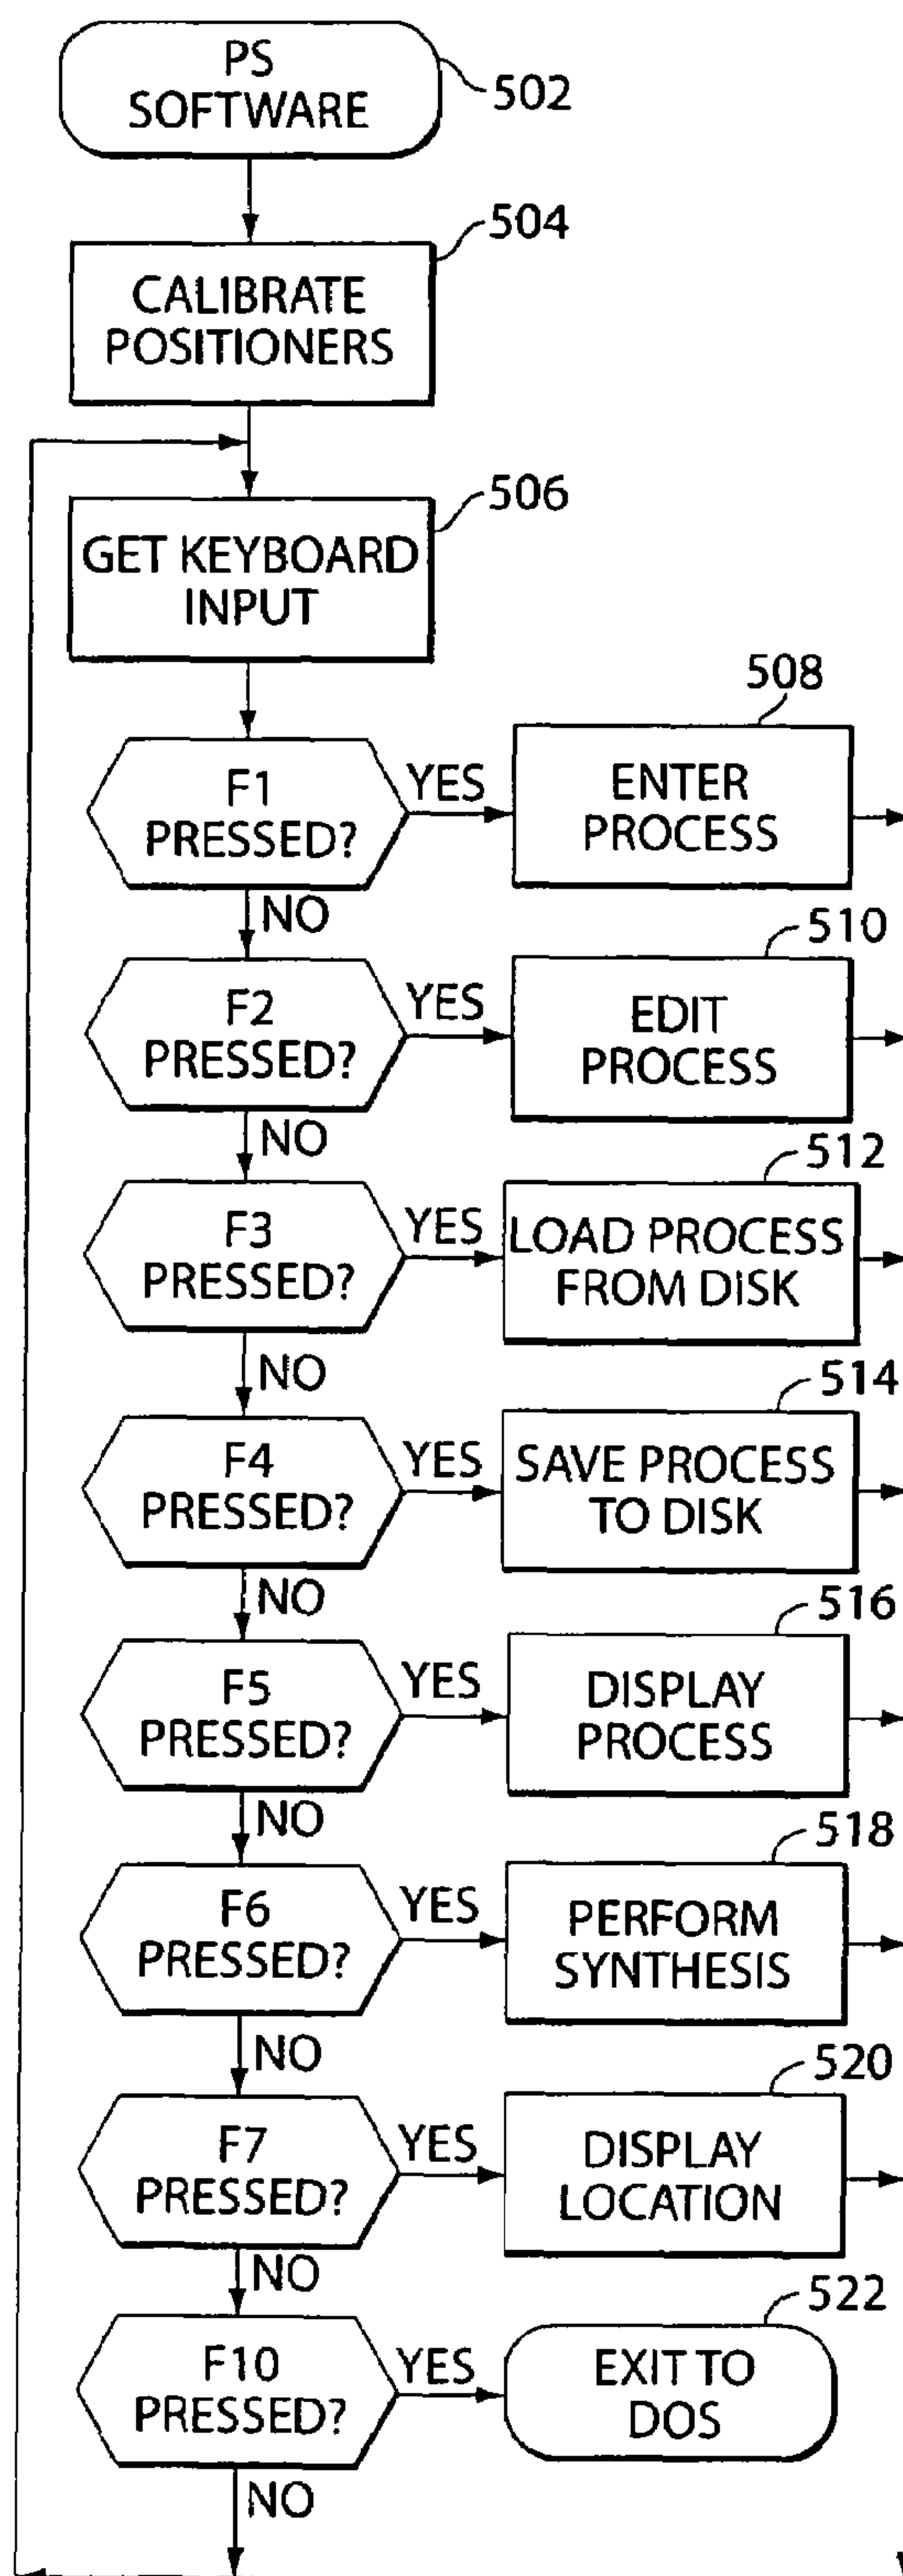 PS
SOFTWARE
502
504
CALIBRATE
POSITIONERS
506
GET KEYBOARD
INPUT
508
F1
PRESSED?
YES
ENTER
PROCESS
NO
510
F2
PRESSED?
YES
EDIT
PROCESS
NO
512
F3
PRESSED?
YES
LOAD PROCESS
FROM DISK
NO
514
F4
PRESSED?
YES
SAVE PROCESS
TO DISK
NO
516
F5
PRESSED?
YES
DISPLAY
PROCESS
NO
518
F6
PRESSED?
YES
PERFORM
SYNTHESIS
NO
520
F7
PRESSED?
YES
DISPLAY
LOCATION
NO
522
F10
PRESSED?
YES
EXIT TO
DOS
NO